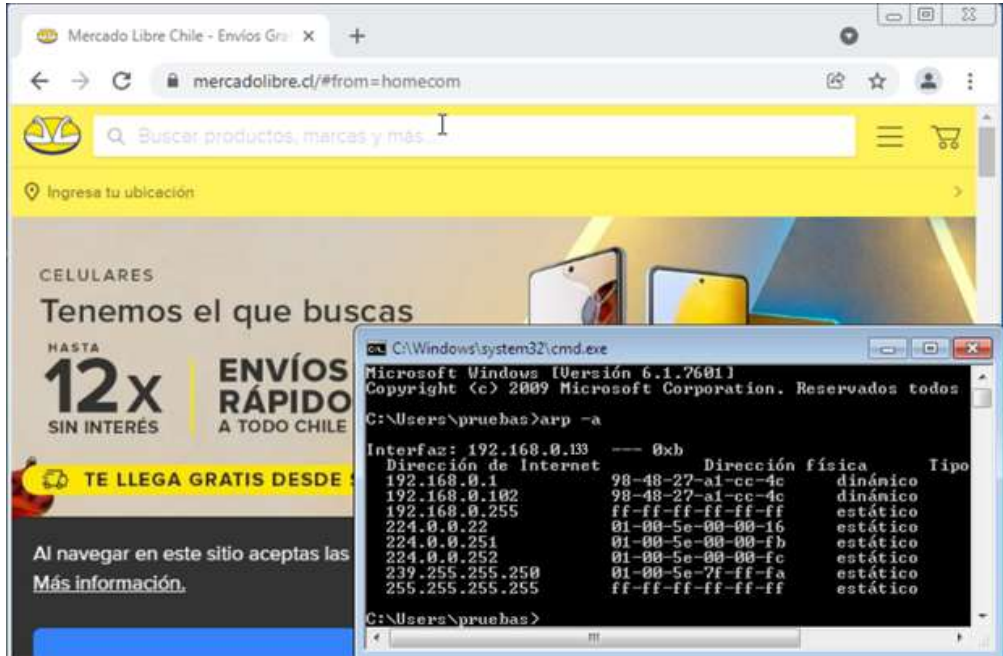 Mercado Libre Chile - Envíos Gra
mercadolibre.cl/#from=homecom
Buscar productos, marcas y más...
Ingresa tu ubicación
CELULARES
Tenemos el que buscas
HASTA
12x
SIN INTERÉS
ENVÍOS
RÁPIDO
A TODO CHILE
TE LLEGA GRATIS DESDE
Al navegar en este sitio aceptas las
Más información.
C:\Windows\system32\cmd.exe
Microsoft Windows [Versión 6.1.7601]
Copyright (c) 2009 Microsoft Corporation. Reservados todos
C:\Users\pruebas>arp -a
Interfaz: 192.168.0.133 --- 0xb
Dirección de Internet Dirección física Tipo
192.168.0.1 98-48-27-a1-cc-4c dinámico
192.168.0.102 98-48-27-a1-cc-4c dinámico
192.168.0.255 ff-ff-ff-ff-ff-ff estático
224.0.0.22 01-00-5e-00-00-16 estático
224.0.0.251 01-00-5e-00-00-fb estático
224.0.0.252 01-00-5e-00-00-fc estático
239.255.255.250 01-00-5e-7f-ff-fa estático
255.255.255.255 ff-ff-ff-ff-ff-ff estático
C:\Users\pruebas>